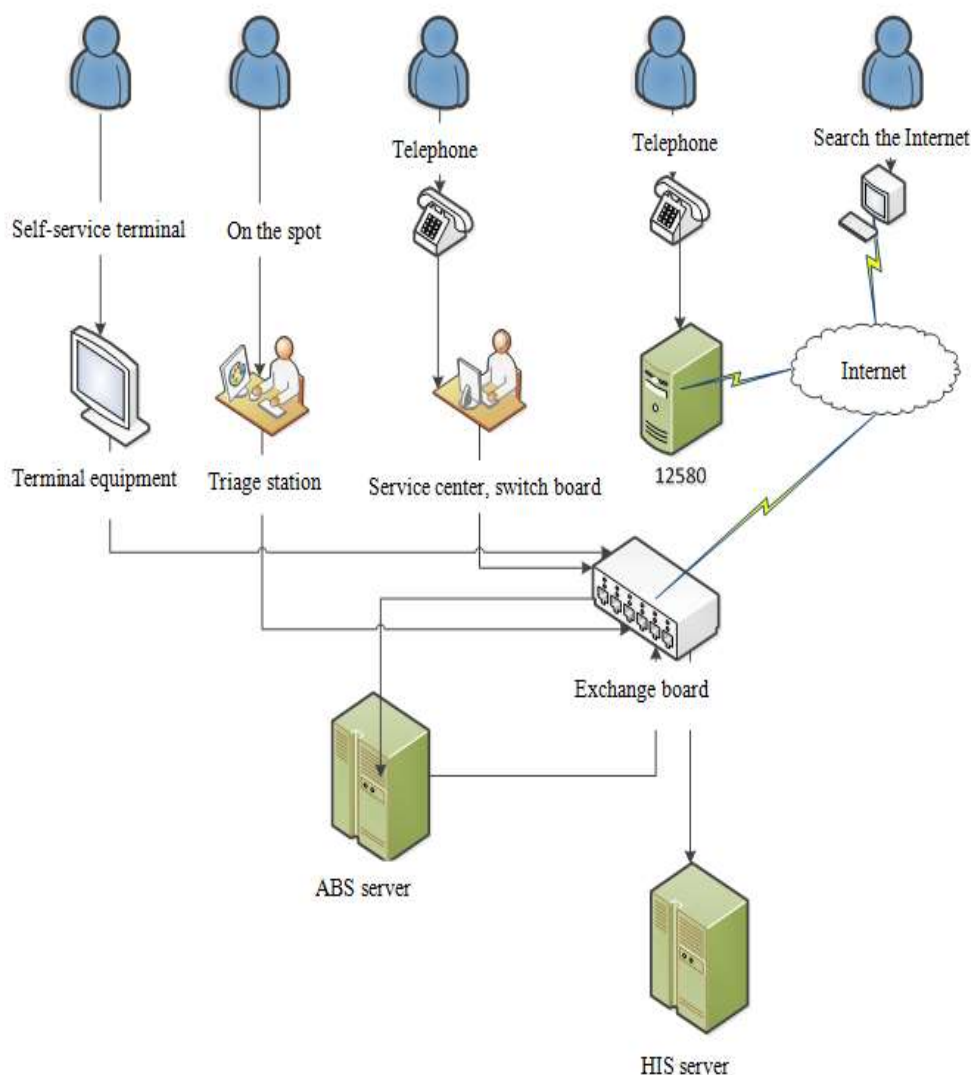 Telephone
Telephone
Search the Internet
Self-service terminal
On the spot
Internet
Terminal equipment
Triage station
Service center, switch board
12580
Exchange board
ABS server
HIS server